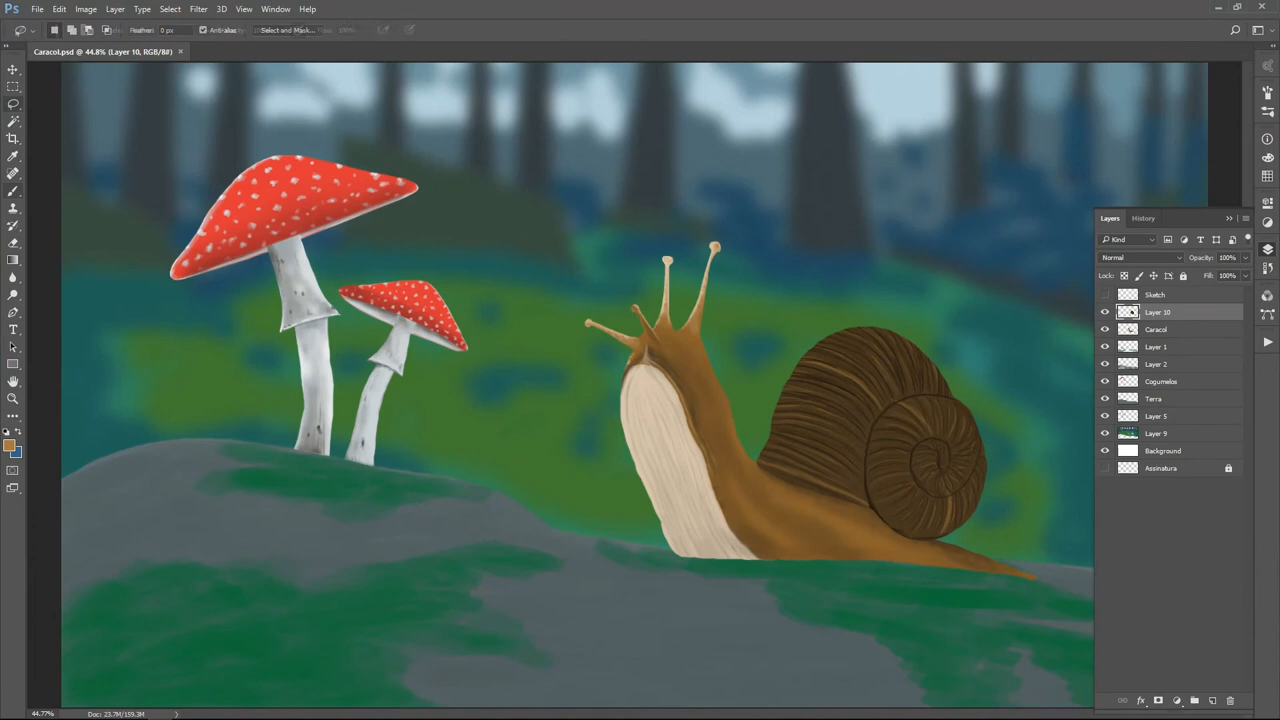 Ps File Edit Image Layer Type Select Filter 3D View Window Help
Feather: 0 px Anti-alias Select and Mask...
Caracol.psd @ 44.8% (Layer 10, RGB/8#) ×
Layers History
Kind
Normal Opacity: 100%
Lock: Fill: 100%
Sketch
Layer 10
Caracol
Layer 1
Layer 2
Cogumelos
Terra
Layer 5
Layer 9
Background
Assinatura
fx
44.77% Doc: 23.7M/159.3M